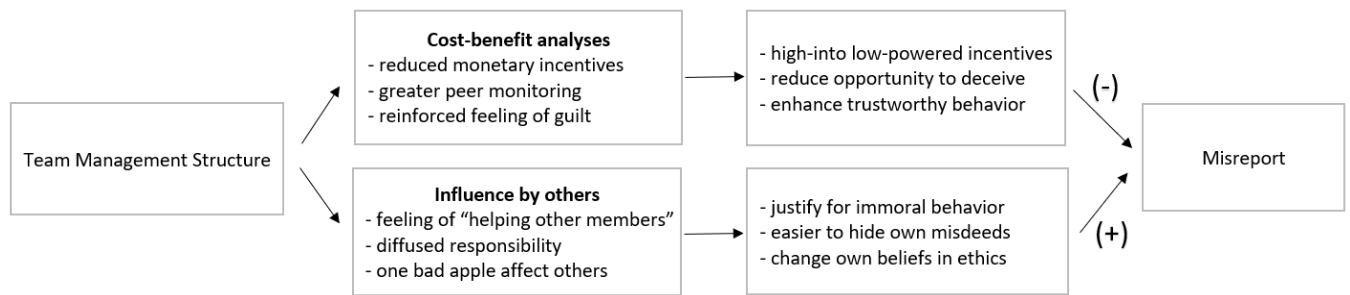 Team Management Structure
Cost-benefit analyses
- reduced monetary incentives
- greater peer monitoring
- reinforced feeling of guilt
- high-into low-powered incentives
- reduce opportunity to deceive
- enhance trustworthy behavior
(-)
Influence by others
- feeling of “helping other members”
- diffused responsibility
- one bad apple affect others
- justify for immoral behavior
- easier to hide own misdeeds
- change own beliefs in ethics
(+)
Misreport